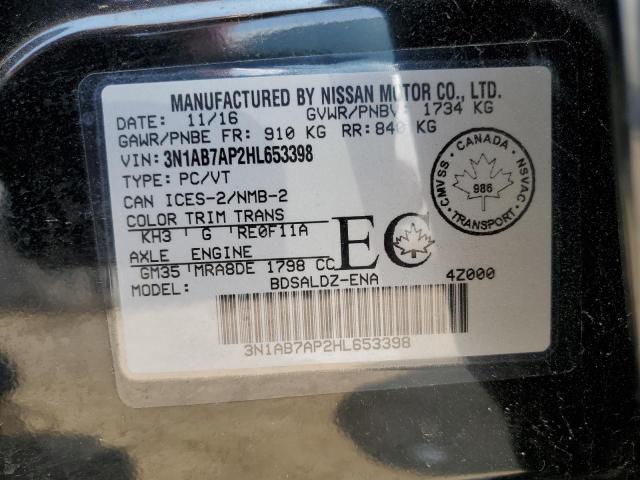 MANUFACTURED BY NISSAN MOTOR CO., LTD.
DATE: 11/16 GVWR/PNBV: 1734 KG
GAWR/PNBE FR: 910 KG RR: 840 KG
VIN: 3N1AB7AP2HL653398
TYPE: PC/VT
CAN ICES-2/NMB-2
COLOR TRIM TRANS
KH3 G RE0F11A
AXLE ENGINE
GM35 MRA8DE 1798 CC
MODEL: BDSALDZ-ENA 4Z000
EC
CANADA
CMVSS NSVAC
986
TRANSPORT
3N1AB7AP2HL653398